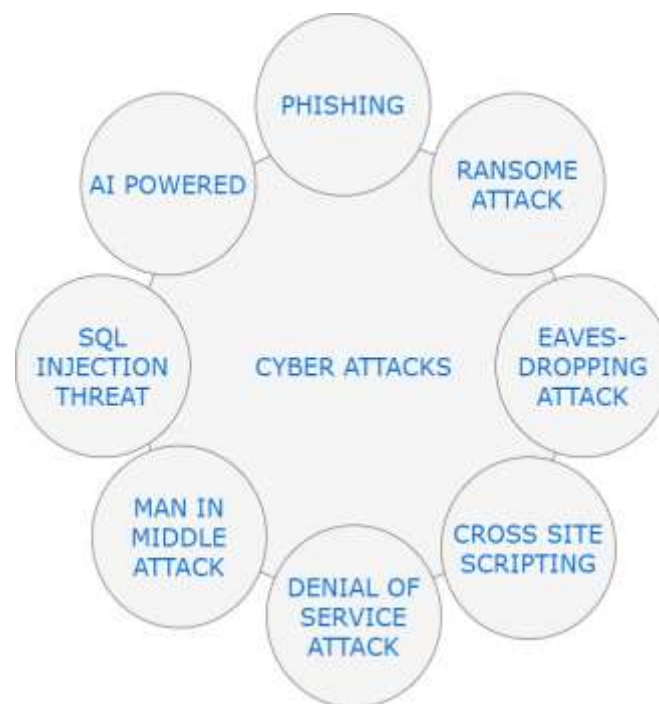 PHISHING
AI POWERED
RANSOME
ATTACK
SQL
INJECTION
THREAT
CYBER ATTACKS
EAVES-
DROPPING
ATTACK
MAN IN
MIDDLE
ATTACK
CROSS SITE
SCRIPTING
DENIAL OF
SERVICE
ATTACK